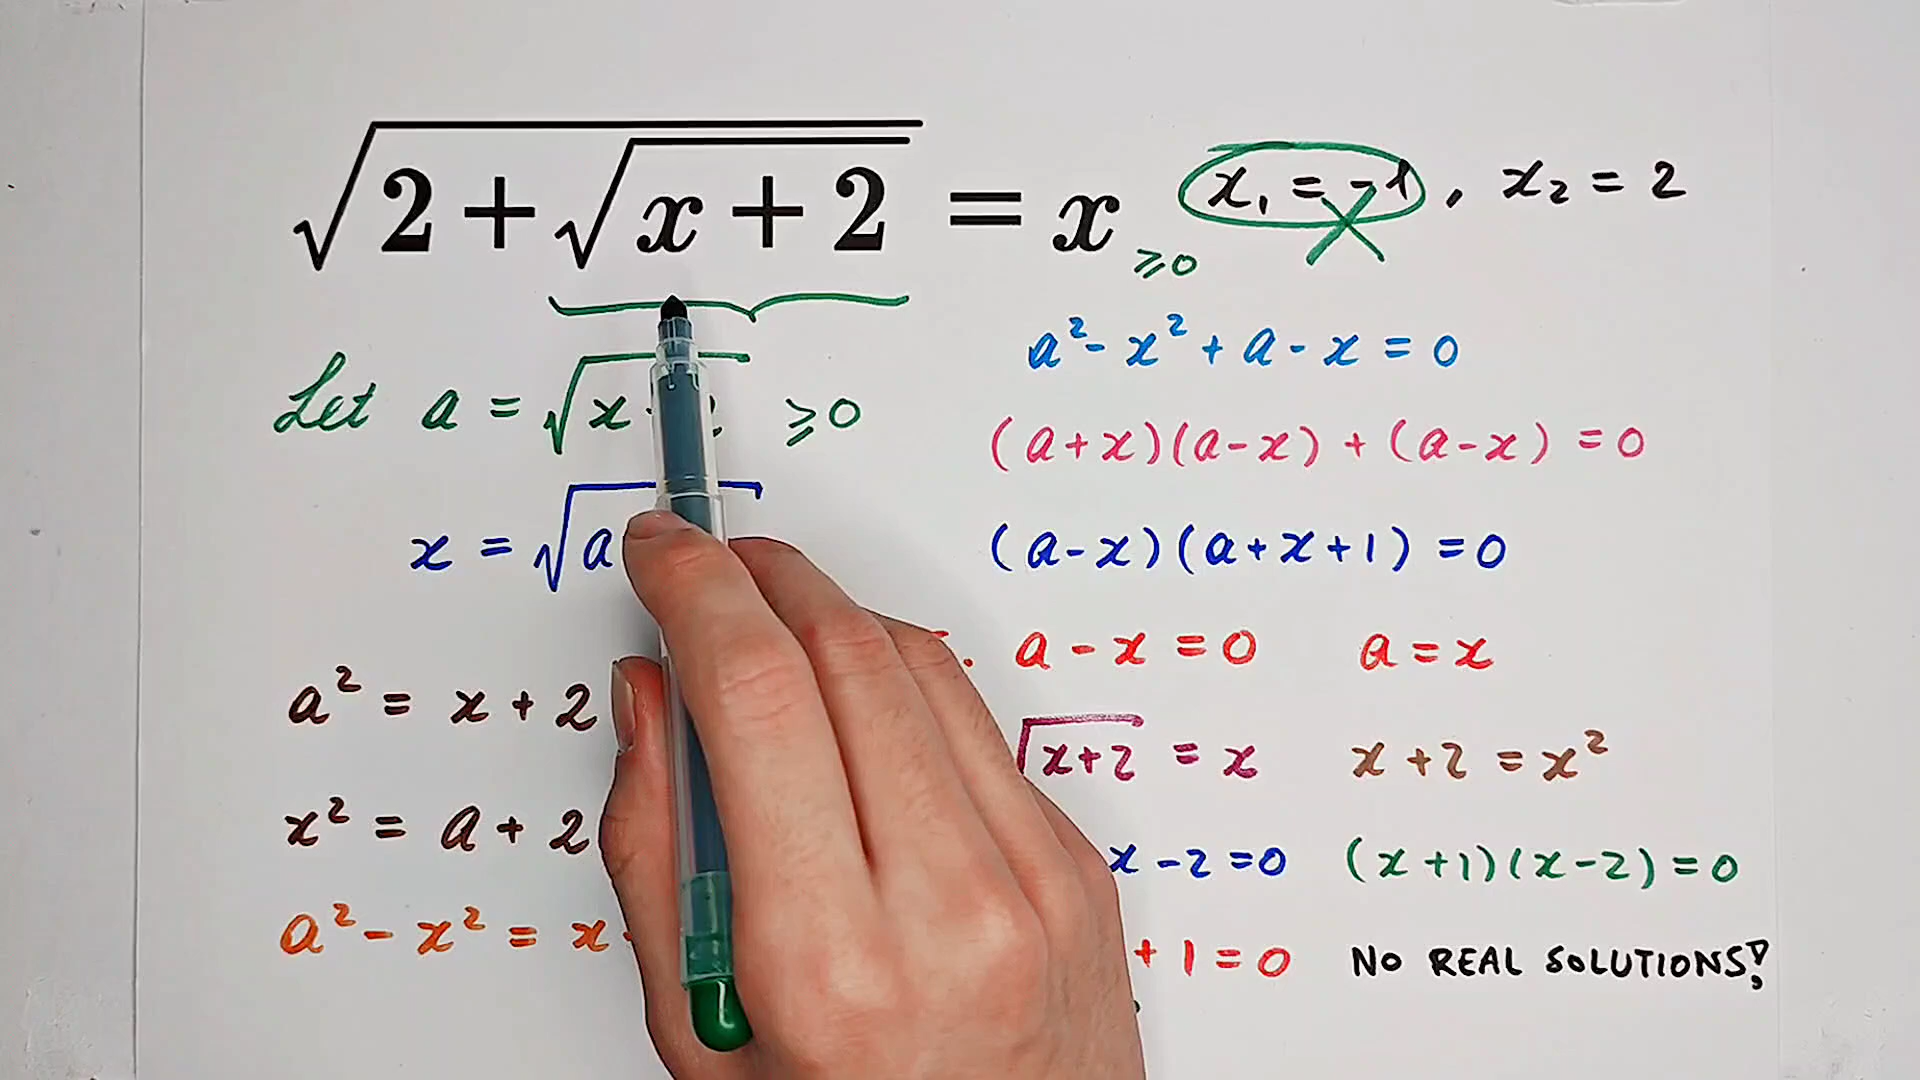 √(2 + √(x + 2)) = x ≥0
x₁ = -1 , x₂ = 2
Let a = √x ≥0
x = √a
a² = x + 2
x² = a + 2
a² - x² = x
a² - x² + a - x = 0
(a+x)(a-x) + (a-x) = 0
(a-x)(a+x+1) = 0
a - x = 0 a = x
√x+2 = x x + 2 = x²
x - 2 = 0 (x+1)(x-2) = 0
+ 1 = 0 NO REAL SOLUTIONS!